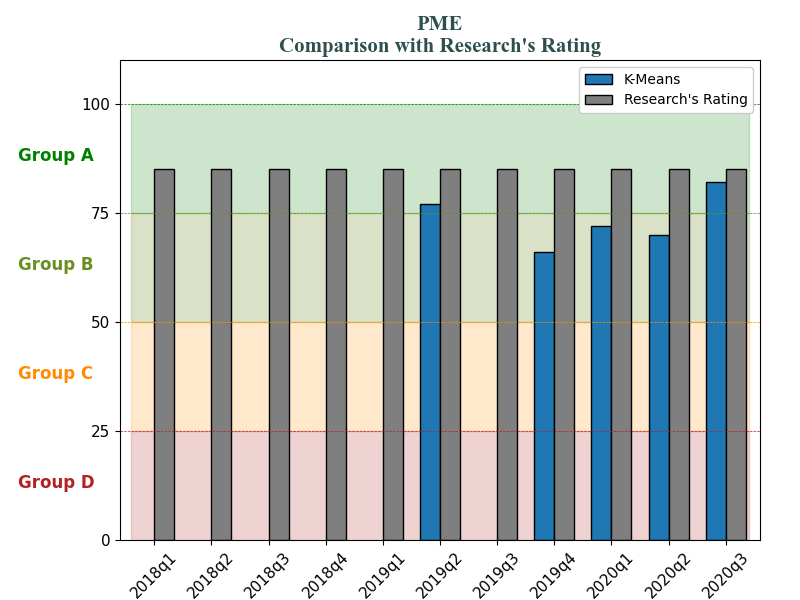 PME
Comparison with Research's Rating
K-Means
Research's Rating
100
Group A
75
Group B
50
Group C
25
Group D
0
2018q1
2018q2
2018q3
2018q4
2019q1
2019q2
2019q3
2019q4
2020q1
2020q2
2020q3